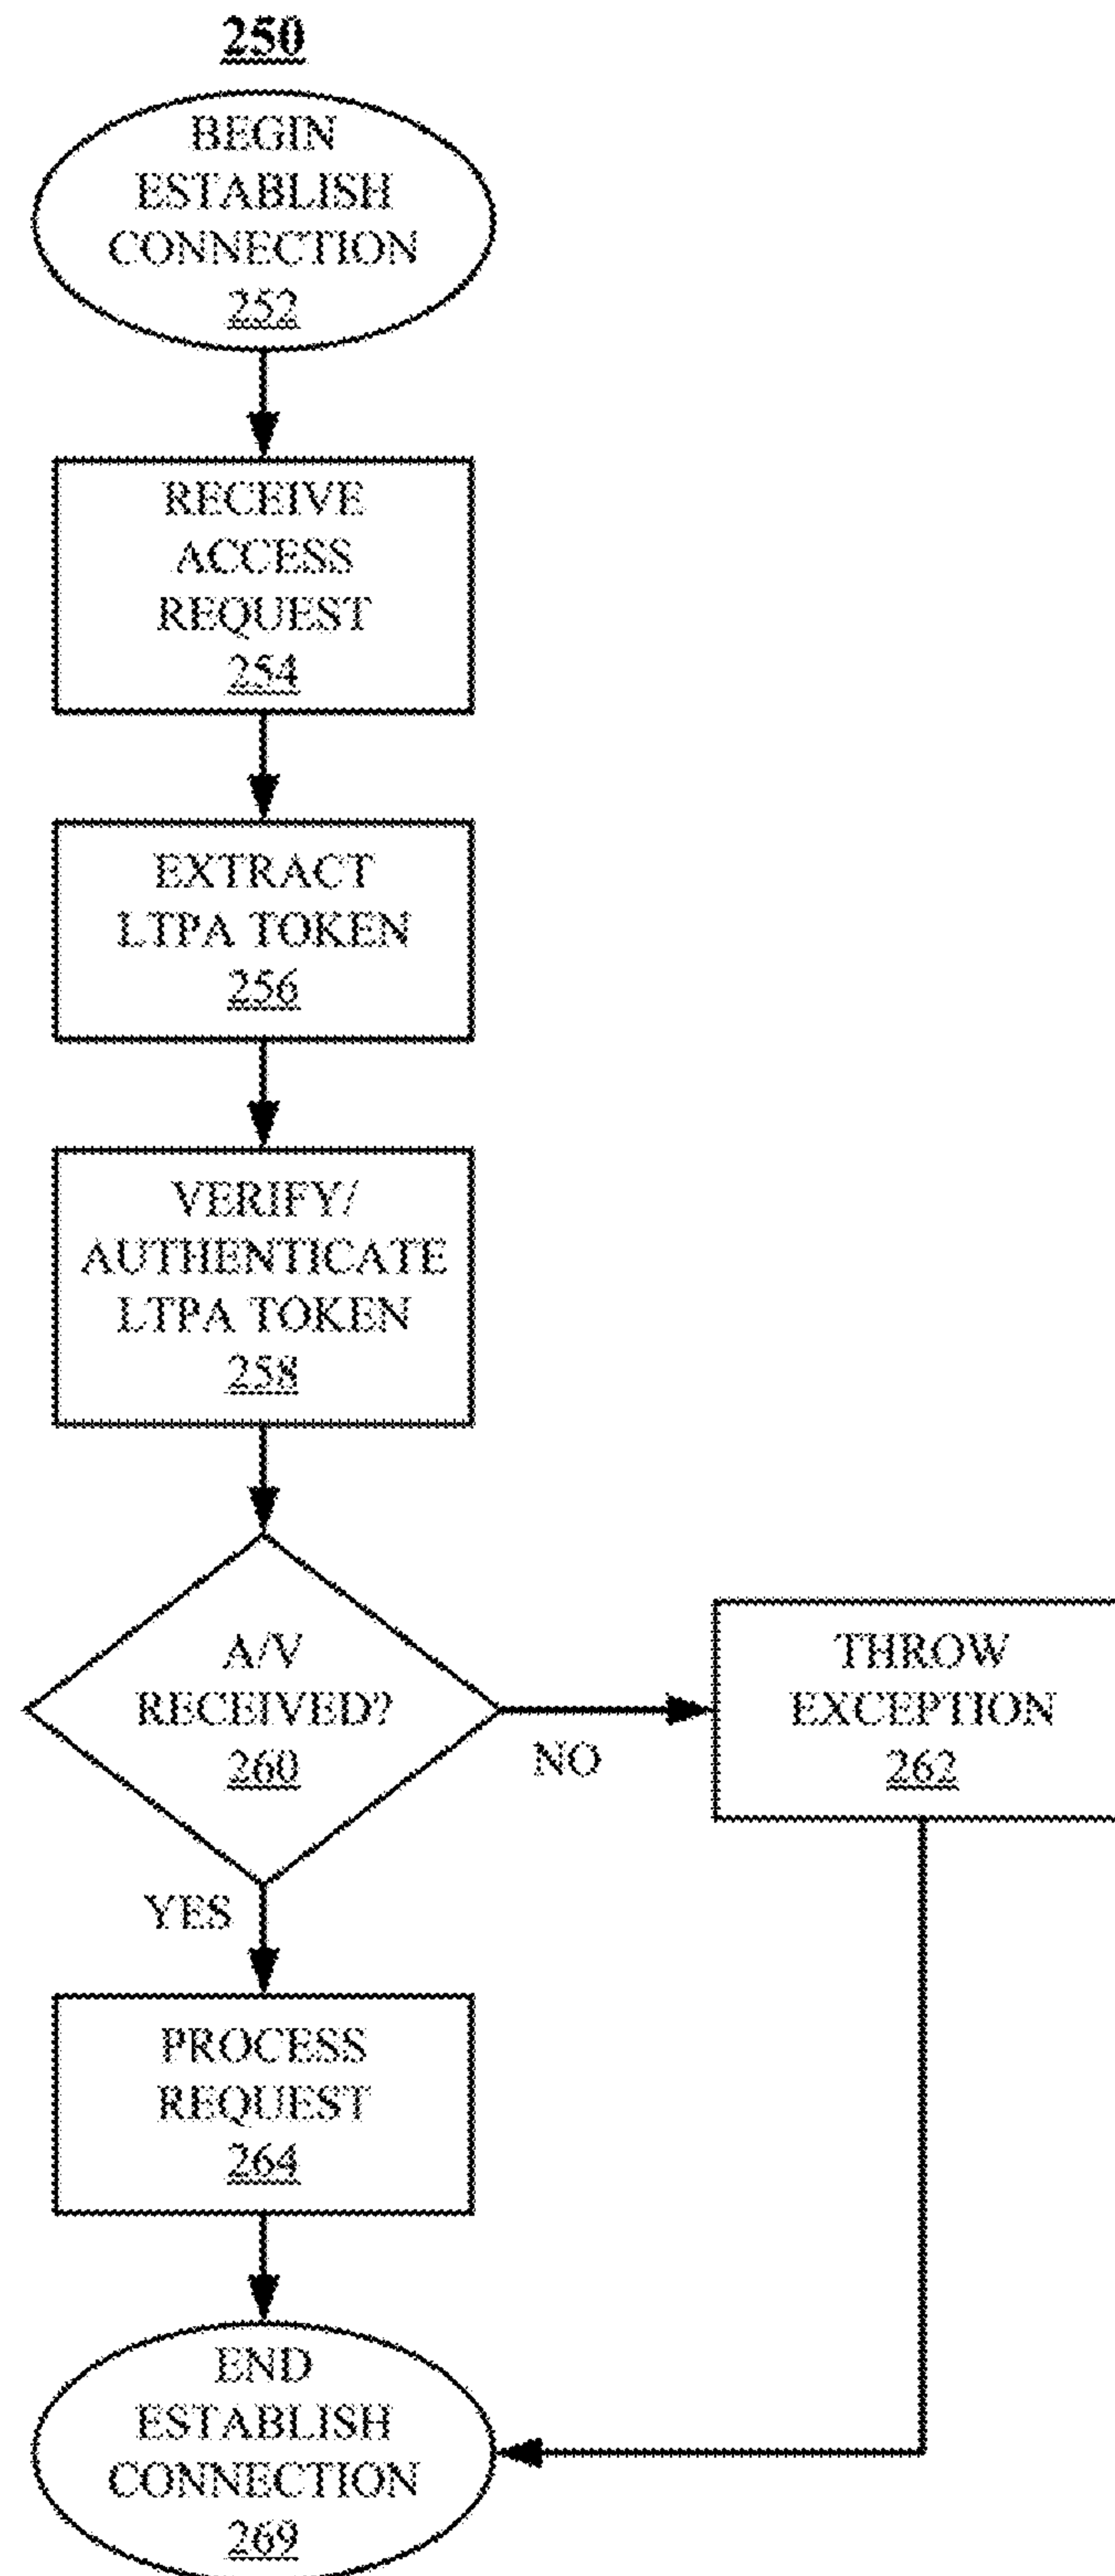 250
BEGIN
ESTABLISH
CONNECTION
252
RECEIVE
ACCESS
REQUEST
254
EXTRACT
LTPA TOKEN
256
VERIFY/
AUTHENTICATE
LTPA TOKEN
258
A/V
RECEIVED?
260
NO
THROW
EXCEPTION
262
YES
PROCESS
REQUEST
264
END
ESTABLISH
CONNECTION
269